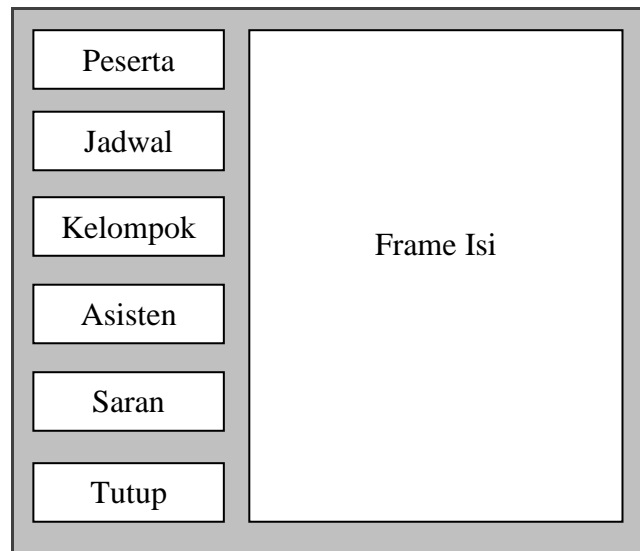 Peserta
Jadwal
Kelompok
Asisten
Saran
Tutup
Frame Isi